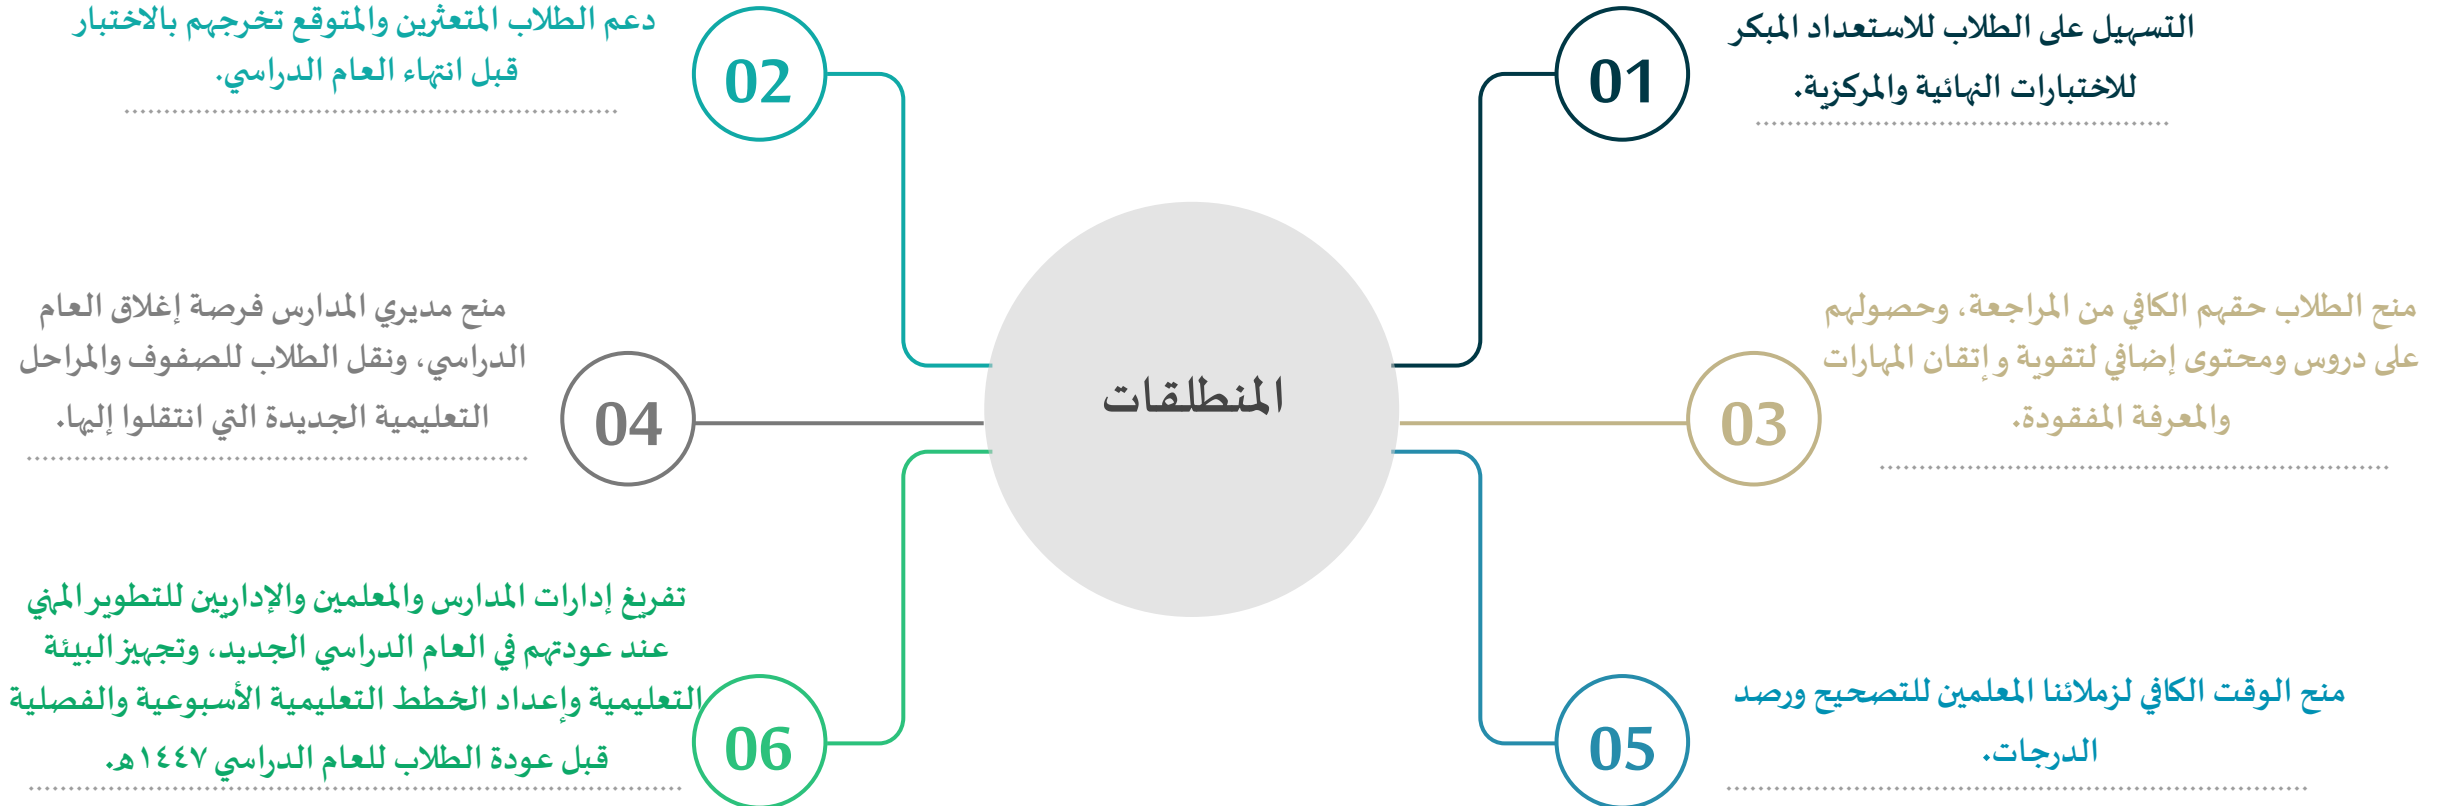 المنطلقات
01
التسهيل على الطلاب للاستعداد المبكر
للاختبارات النهائية والمركزية.
02
دعم الطلاب المتعثرين والمتوقع تخرجهم بالاختبار
قبل انتهاء العام الدراسي.
03
منح الطلاب حقهم الكافي من المراجعة، وحصولهم
على دروس ومحتوى إضافي لتقوية وإتقان المهارات
والمعرفة المفقودة.
04
منح مديري المدارس فرصة إغلاق العام
الدراسي، ونقل الطلاب للصفوف والمراحل
التعليمية الجديدة التي انتقلوا إليها.
05
منح الوقت الكافي لزملائنا المعلمين للتصحيح ورصد
الدرجات.
06
تفريغ إدارات المدارس والمعلمين والإداريين للتطوير المهني
عند عودتهم في العام الدراسي الجديد، وتجهيز البيئة
التعليمية وإعداد الخطط التعليمية الأسبوعية والفصلية
قبل عودة الطلاب للعام الدراسي ١٤٤٧هـ.